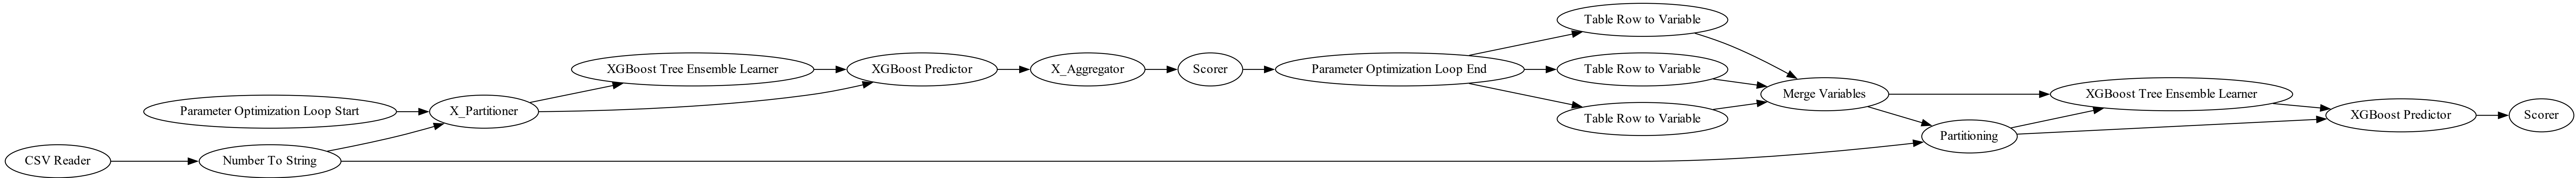 CSV Reader
Number To String
Parameter Optimization Loop Start
X_Partitioner
XGBoost Tree Ensemble Learner
XGBoost Predictor
X_Aggregator
Scorer
Parameter Optimization Loop End
Table Row to Variable
Table Row to Variable
Table Row to Variable
Merge Variables
Partitioning
XGBoost Tree Ensemble Learner
XGBoost Predictor
Scorer